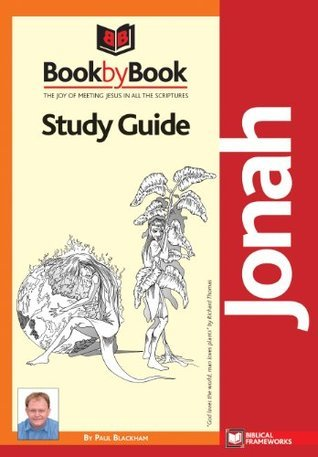 BookbyBook
THE JOY OF MEETING JESUS IN ALL THE SCRIPTURES
Study Guide
Jonah
"God loves the world, man loves plants" by Richard Thomas
BY PAUL BLACKHAM
BIBLICAL
FRAMEWORKS